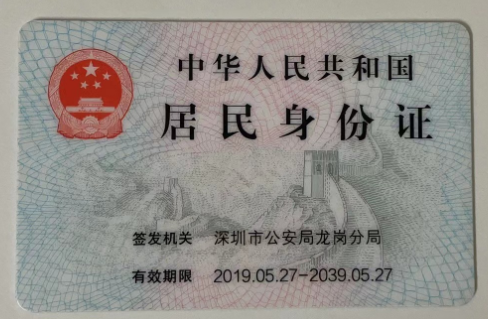 中华人民共和国
居民身份证
签发机关 深圳市公安局龙岗分局
有效期限 2019.05.27-2039.05.27